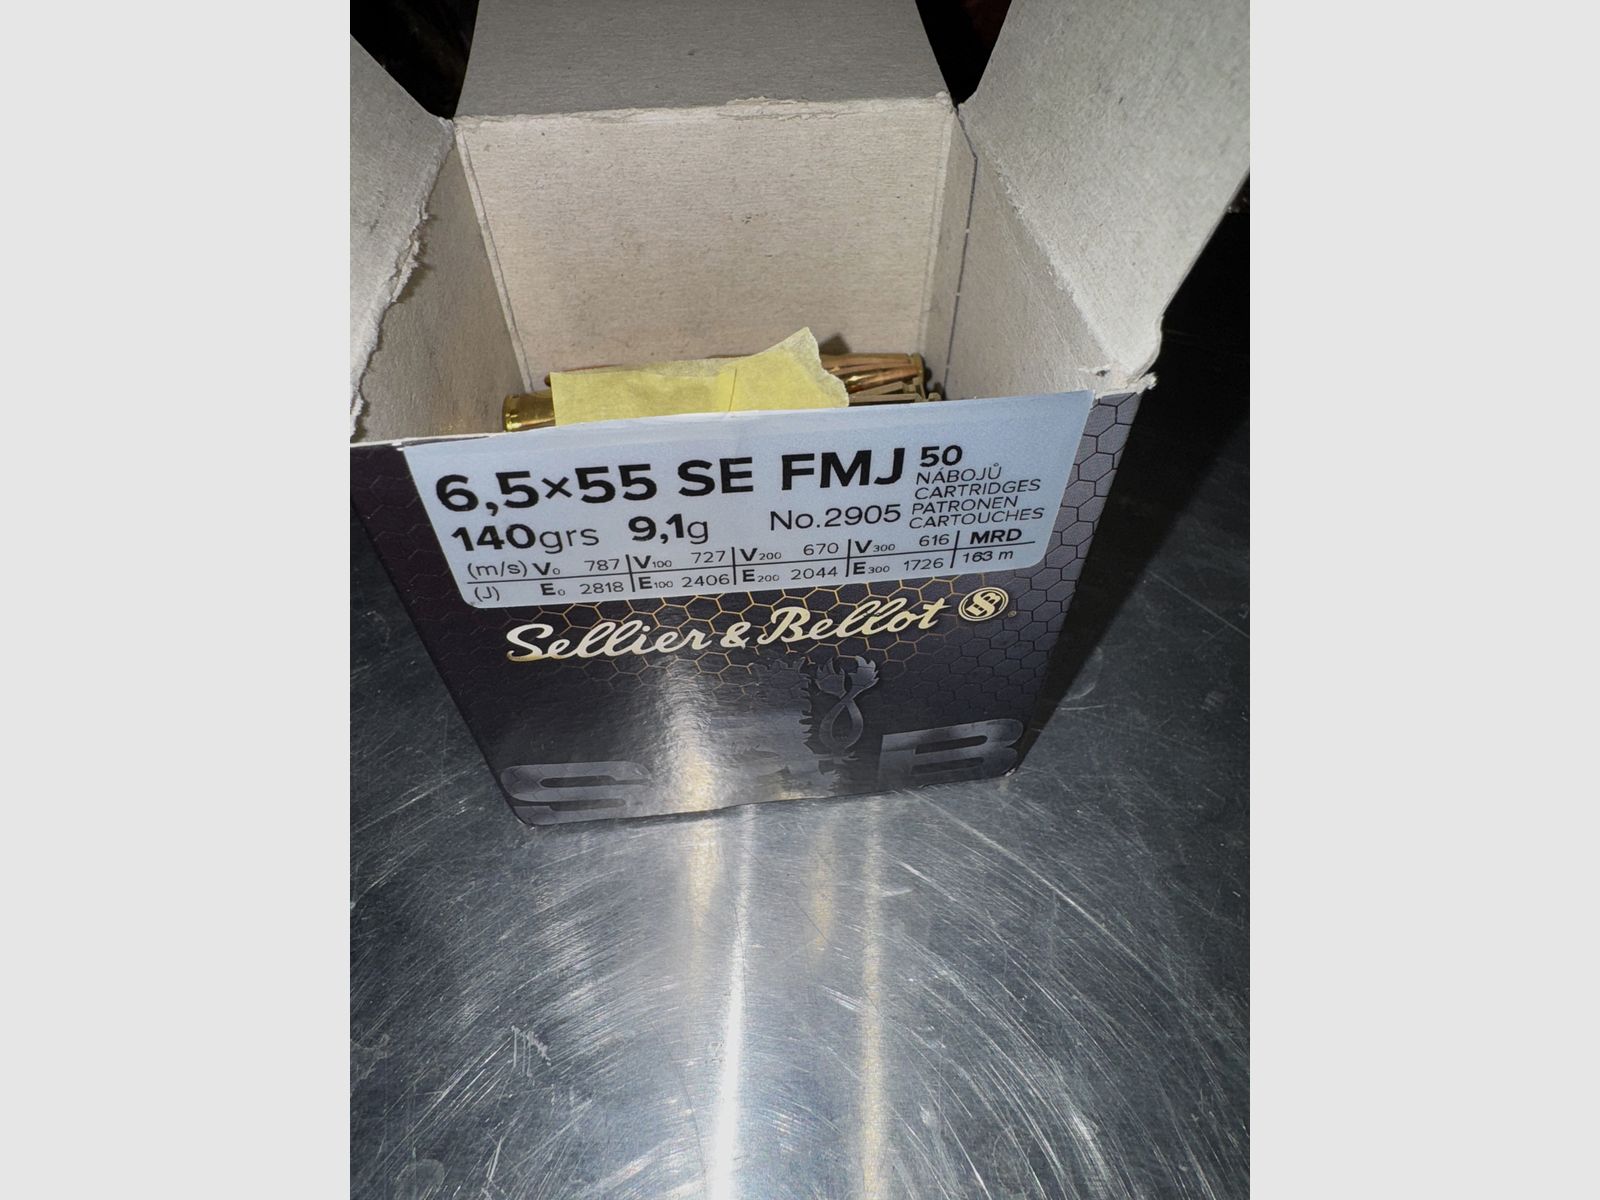 6,5×55 SE FMJ 50
NÁBOJŮ
CARTRIDGES
PATRONEN
CARTOUCHES
140grs 9,1g No.2905
(m/s) V₀ 787 V₁₀₀ 727 V₂₀₀ 670 V₃₀₀ 616 MRD
(J) E₀ 2818 E₁₀₀ 2406 E₂₀₀ 2044 E₃₀₀ 1726 163 m
Sellier & Bellot
S B